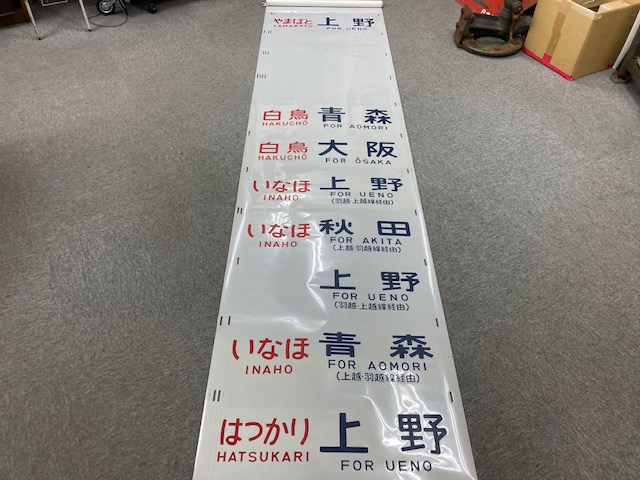 やまばと 上野
YAMABATO FOR UENO
白鳥 青森
HAKUCHŌ FOR AOMORI
白鳥 大阪
HAKUCHŌ FOR ŌSAKA
いなほ 上野
INAHO FOR UENO
(羽越・上越線経由)
いなほ 秋田
INAHO FOR AKITA
(上越・羽越線経由)
上野
FOR UENO
(羽越・上越線経由)
いなほ 青森
INAHO FOR AOMORI
(上越・羽越線経由)
はつかり 上野
HATSUKARI FOR UENO